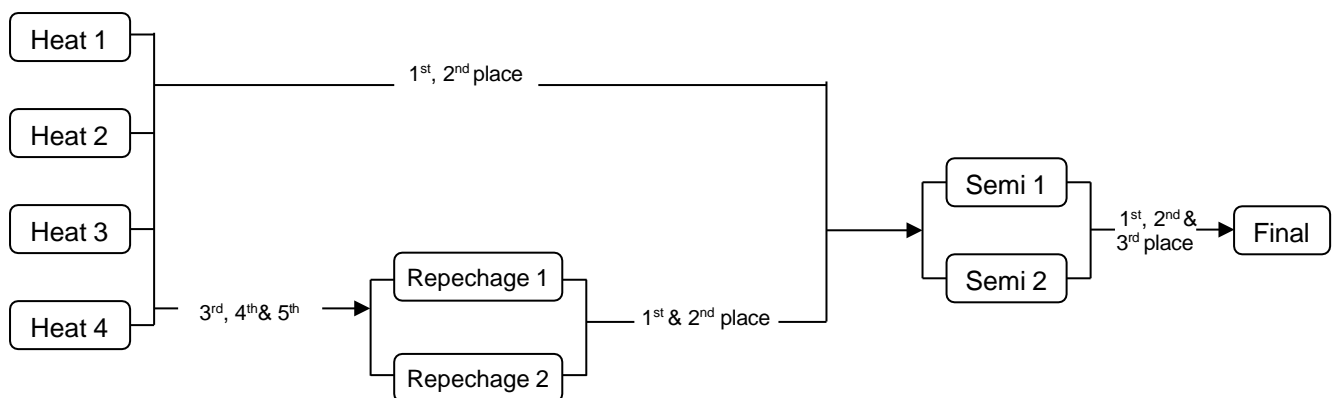 Heat 1
1st, 2nd place
Heat 2
Semi 1
Heat 3
1st, 2nd &
3rd place
Final
Repechage 1
Semi 2
Heat 4
3rd, 4th& 5th
1st & 2nd place
Repechage 2